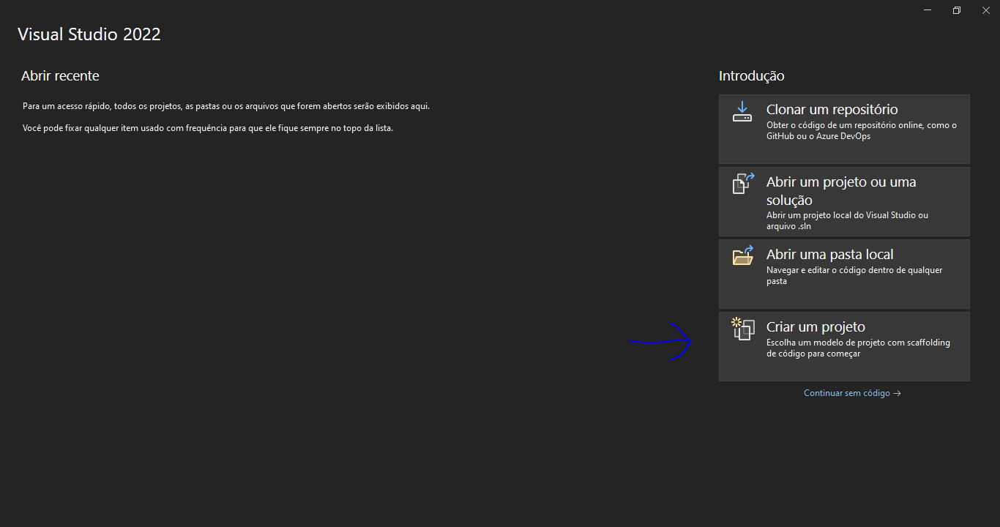 Visual Studio 2022
Abrir recente
Para um acesso rápido, todos os projetos, as pastas ou os arquivos que forem abertos serão exibidos aqui.
Você pode fixar qualquer item usado com frequência para que ele fique sempre no topo da lista.
Introdução
Clonar um repositório
Obter o código de um repositório online, como o
GitHub ou o Azure DevOps
Abrir um projeto ou uma
solução
Abrir um projeto local do Visual Studio ou
arquivo .sln
Abrir uma pasta local
Navegar e editar o código dentro de qualquer
pasta
Criar um projeto
Escolha um modelo de projeto com scaffolding
de código para começar
Continuar sem código →